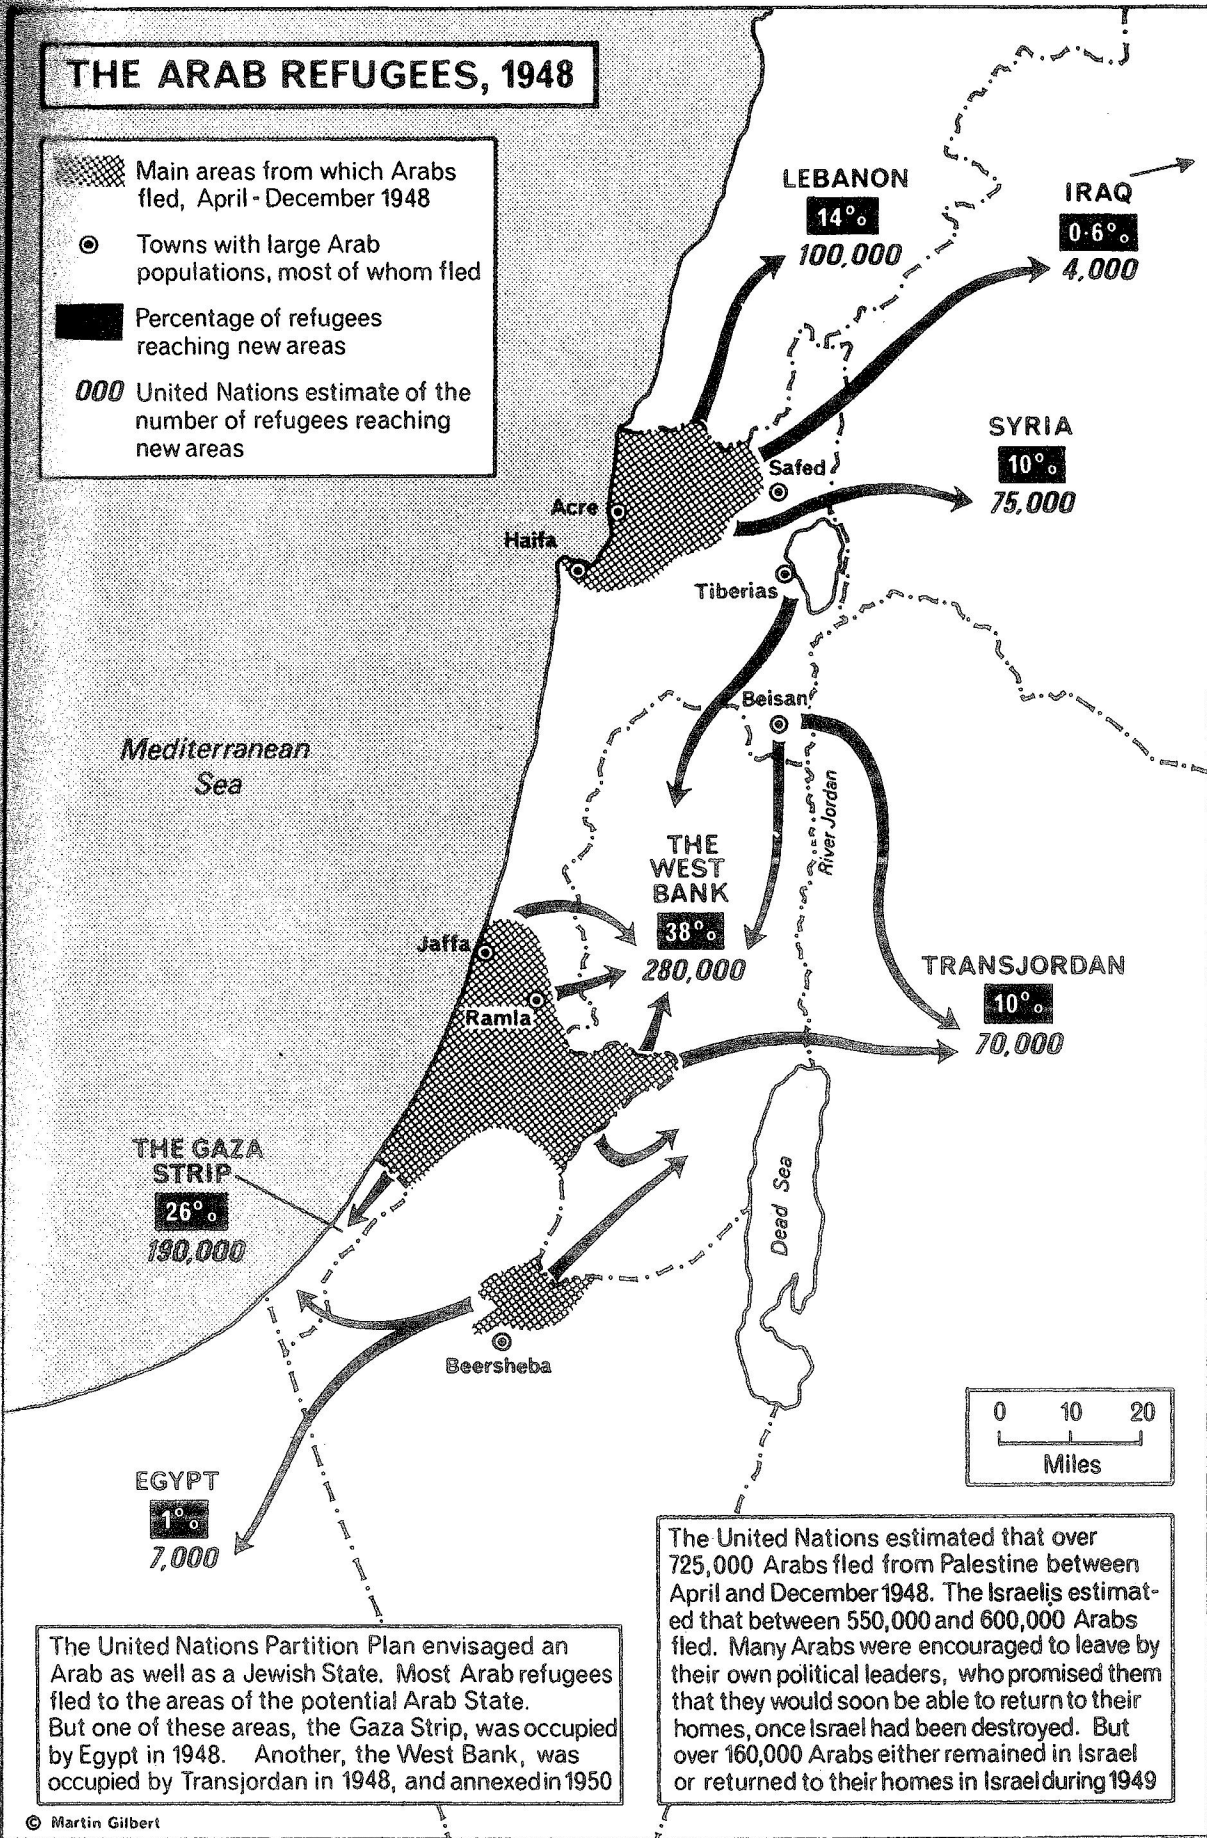 THE ARAB REFUGEES, 1948
Main areas from which Arabs
fled, April - December 1948
Towns with large Arab
populations, most of whom fled
Percentage of refugees
reaching new areas
000 United Nations estimate of the
number of refugees reaching
new areas
LEBANON
14%
100,000
IRAQ
0·6%
4,000
SYRIA
10%
75,000
Safed
Acre
Haifa
Tiberias
Beisan
Mediterranean
Sea
River Jordan
THE
WEST
BANK
38%
280,000
Jaffa
Ramla
TRANSJORDAN
10%
70,000
THE GAZA
STRIP
26%
190,000
Dead Sea
Beersheba
EGYPT
1%
7,000
0 10 20
Miles
The United Nations Partition Plan envisaged an
Arab as well as a Jewish State. Most Arab refugees
fled to the areas of the potential Arab State.
But one of these areas, the Gaza Strip, was occupied
by Egypt in 1948. Another, the West Bank, was
occupied by Transjordan in 1948, and annexed in 1950
The United Nations estimated that over
725,000 Arabs fled from Palestine between
April and December 1948. The Israelis estimat-
ed that between 550,000 and 600,000 Arabs
fled. Many Arabs were encouraged to leave by
their own political leaders, who promised them
that they would soon be able to return to their
homes, once Israel had been destroyed. But
over 160,000 Arabs either remained in Israel
or returned to their homes in Israel during 1949
© Martin Gilbert